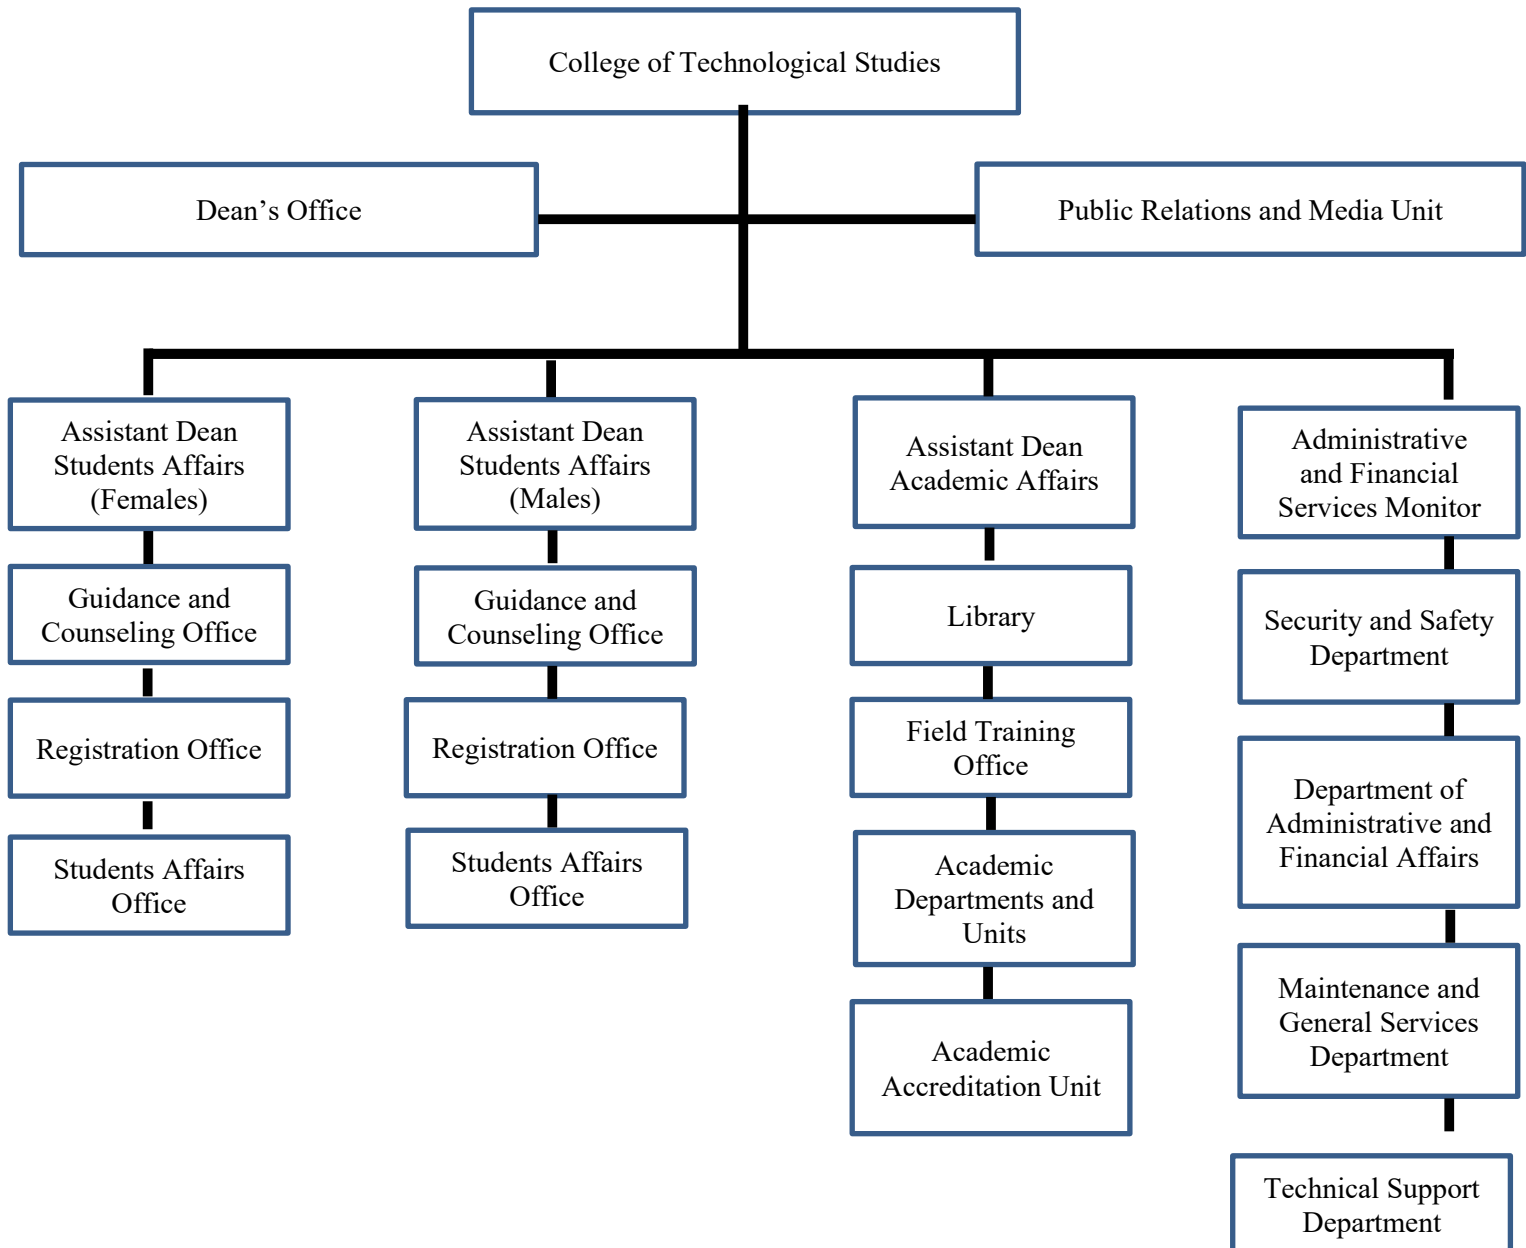 College of Technological Studies
Dean’s Office
Public Relations and Media Unit
Assistant Dean
Students Affairs
(Females)
Guidance and
Counseling Office
Registration Office
Students Affairs
Office
Assistant Dean
Students Affairs
(Males)
Guidance and
Counseling Office
Registration Office
Students Affairs
Office
Assistant Dean
Academic Affairs
Library
Field Training
Office
Academic
Departments and
Units
Academic
Accreditation Unit
Administrative
and Financial
Services Monitor
Security and Safety
Department
Department of
Administrative and
Financial Affairs
Maintenance and
General Services
Department
Technical Support
Department